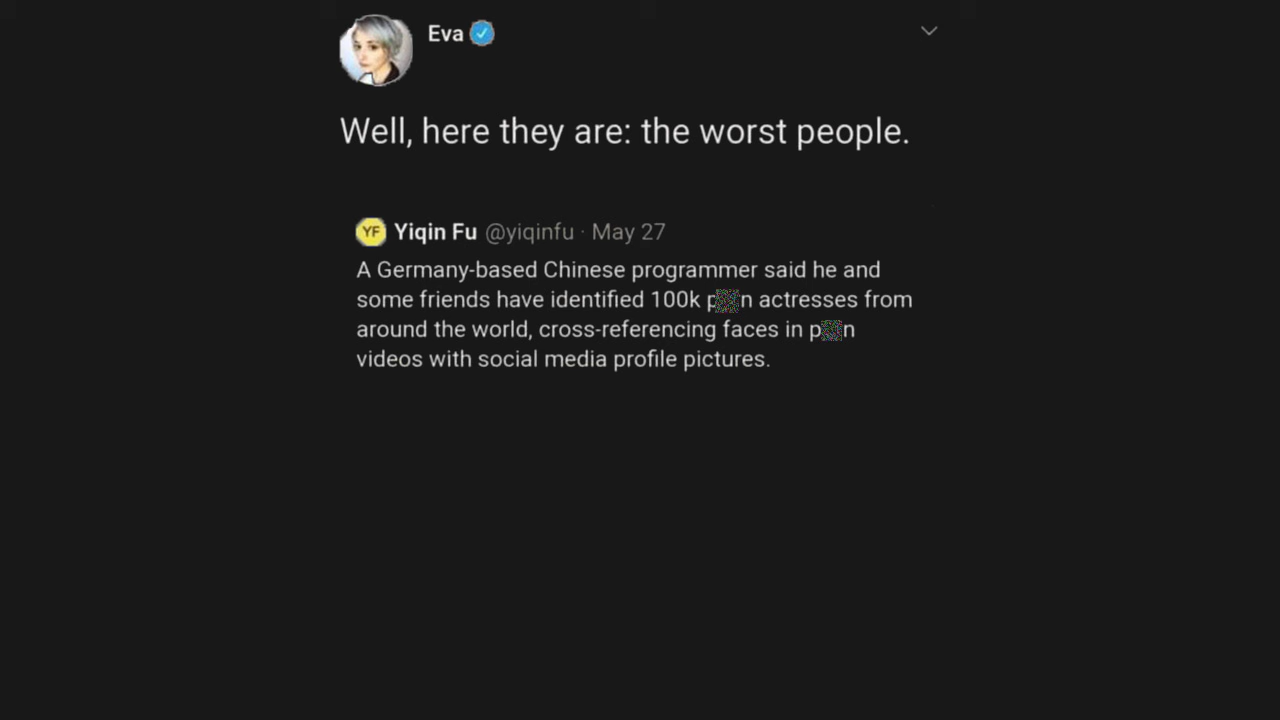 Eva
Well, here they are: the worst people.
YF Yiqin Fu @yiqinfu · May 27
A Germany-based Chinese programmer said he and
some friends have identified 100k p n actresses from
around the world, cross-referencing faces in p n
videos with social media profile pictures.